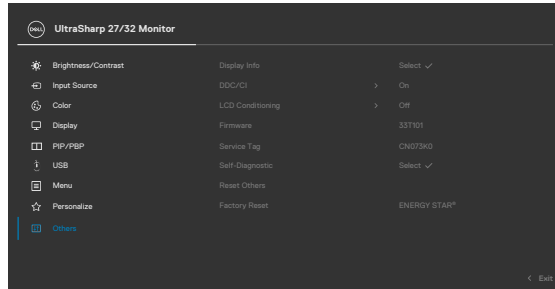 DELL UltraSharp 27/32 Monitor
Brightness/Contrast Display Info Select ✓
Input Source DDC/CI > On
Color LCD Conditioning > Off
Display Firmware 33T101
PIP/PBP Service Tag CN073K0
USB Self-Diagnostic Select ✓
Menu Reset Others
Personalize Factory Reset ENERGY STAR®
Others
< Exit